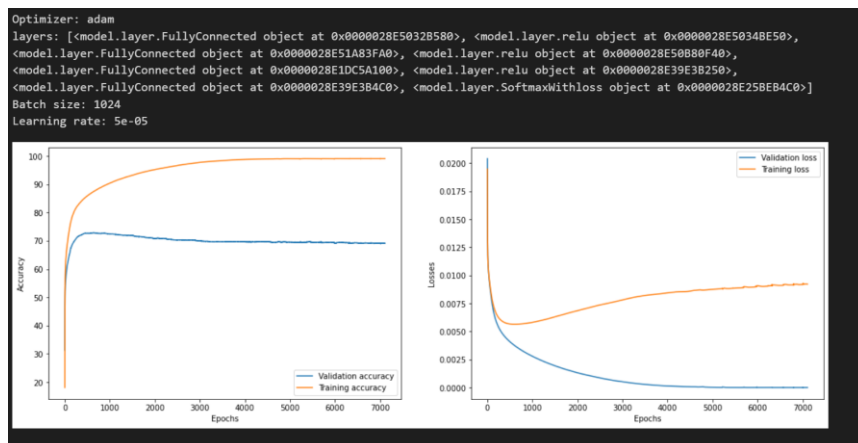 Optimizer: adam
layers: [<model.layer.FullyConnected object at 0x0000028E5032B580>, <model.layer.relu object at 0x0000028E5034BE50>,
<model.layer.FullyConnected object at 0x0000028E51A83FA0>, <model.layer.relu object at 0x0000028E50B80F40>,
<model.layer.FullyConnected object at 0x0000028E1DC5A100>, <model.layer.relu object at 0x0000028E39E3B250>,
<model.layer.FullyConnected object at 0x0000028E39E3B4C0>, <model.layer.SoftmaxWithloss object at 0x0000028E25BEB4C0>]
Batch size: 1024
Learning rate: 5e-05
100
90
80
70
60
50
40
30
20
Accuracy
0 1000 2000 3000 4000 5000 6000 7000
Epochs
Validation accuracy
Training accuracy
0.0200
0.0175
0.0150
0.0125
0.0100
0.0075
0.0050
0.0025
0.0000
Losses
0 1000 2000 3000 4000 5000 6000 7000
Epochs
Validation loss
Training loss